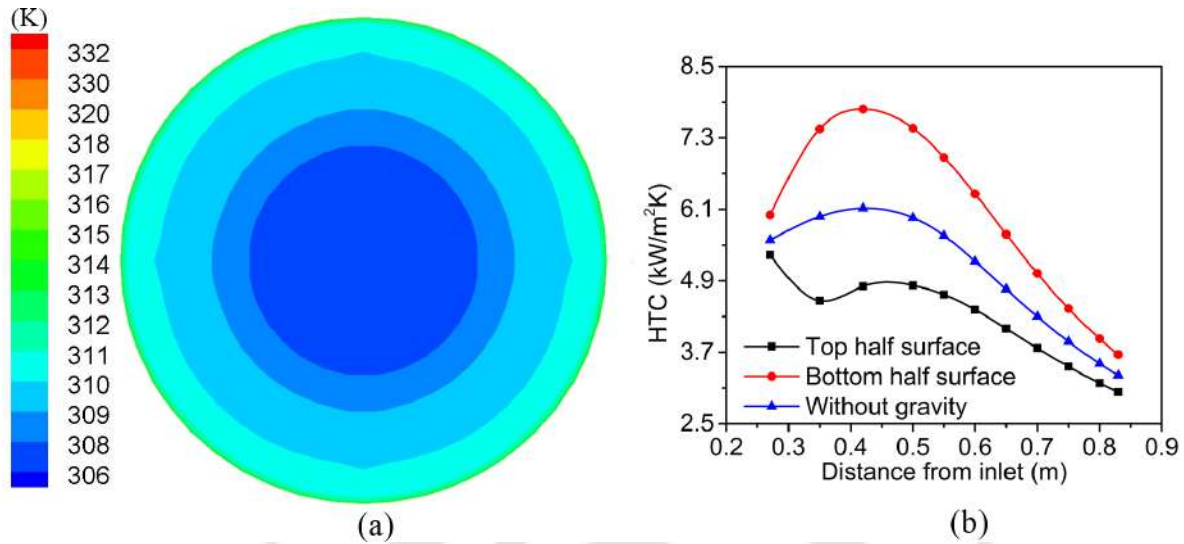 (K)
332
330
320
318
317
316
315
314
313
312
311
310
309
308
306
(a)
8.5
7.3
6.1
4.9
3.7
2.5
HTC (kW/m²K)
Top half surface
Bottom half surface
Without gravity
0.2 0.3 0.4 0.5 0.6 0.7 0.8 0.9
Distance from inlet (m)
(b)